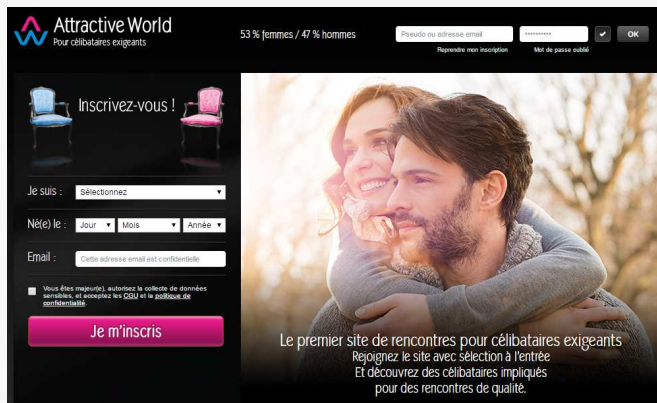 Attractive World
Pour célibataires exigeants
53 % femmes / 47 % hommes
Pseudo ou adresse email
OK
Reprendre mon inscription
Mot de passe oublié
Inscrivez-vous !
Je suis :
Sélectionnez
Né(e) le :
Jour
Mois
Année
Email :
Cette adresse email est confidentielle
Vous êtes majeur(e), autorisez la collecte de données
sensibles, et acceptez les CGU et la politique de
confidentialité.
Je m'inscris
Le premier site de rencontres pour célibataires exigeants
Rejoignez le site avec sélection à l'entrée
Et découvrez des célibataires impliqués
pour des rencontres de qualité.